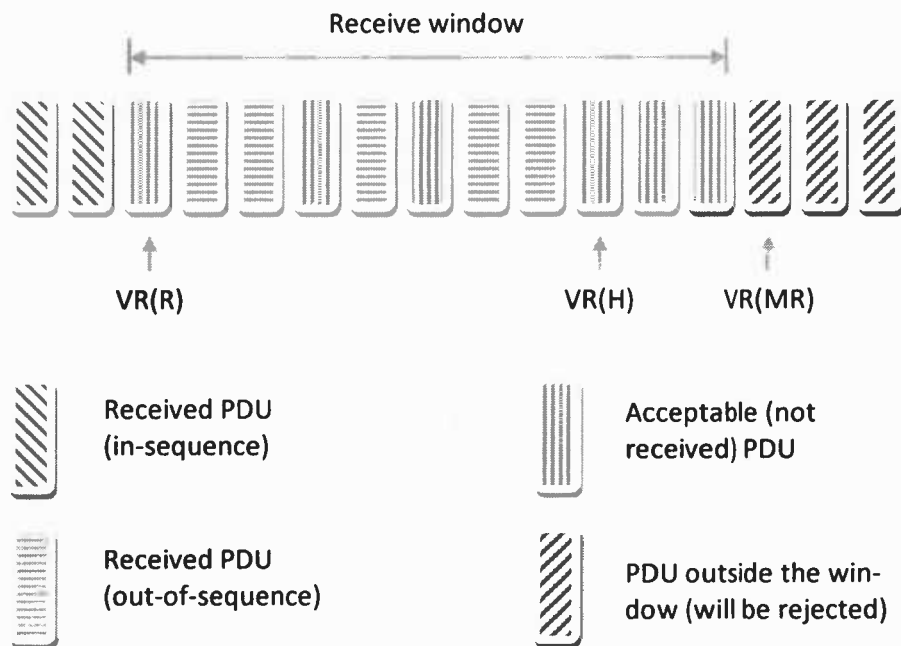 Receive window
VR(R)
VR(H)
VR(MR)
Received PDU
(in-sequence)
Acceptable (not
received) PDU
Received PDU
(out-of-sequence)
PDU outside the win-
dow (will be rejected)